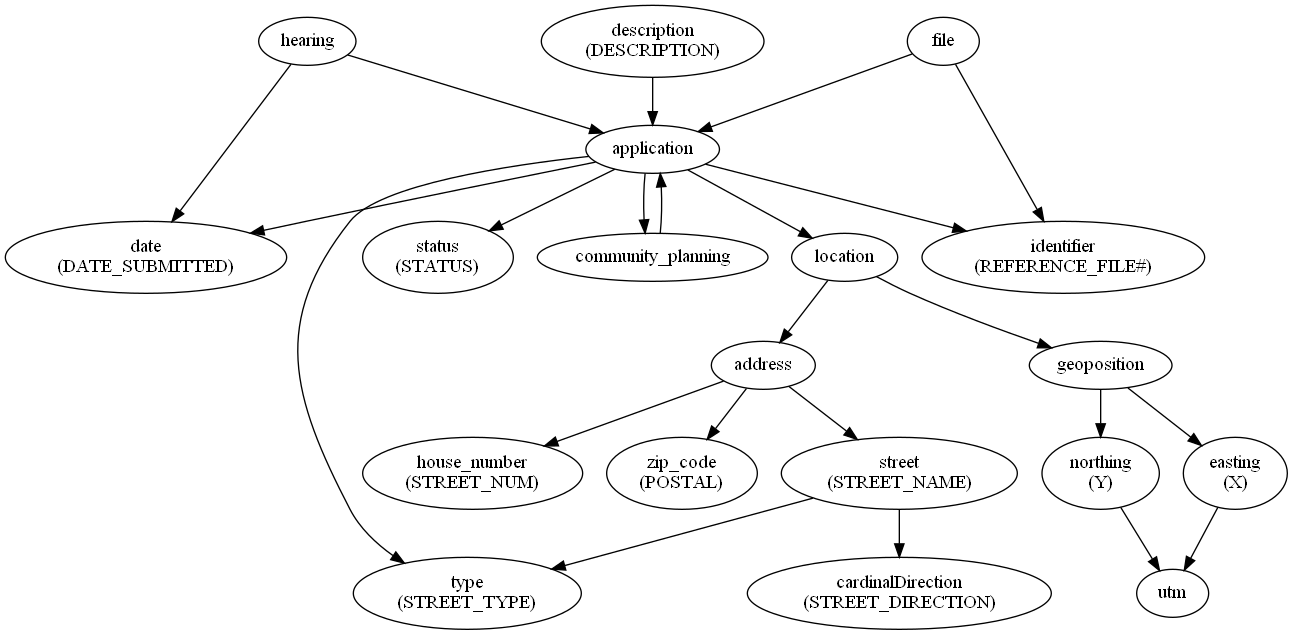 hearing
description
(DESCRIPTION)
file
application
date
(DATE_SUBMITTED)
status
(STATUS)
community_planning
location
identifier
(REFERENCE_FILE#)
address
geoposition
house_number
(STREET_NUM)
zip_code
(POSTAL)
street
(STREET_NAME)
northing
(Y)
easting
(X)
type
(STREET_TYPE)
cardinalDirection
(STREET_DIRECTION)
utm